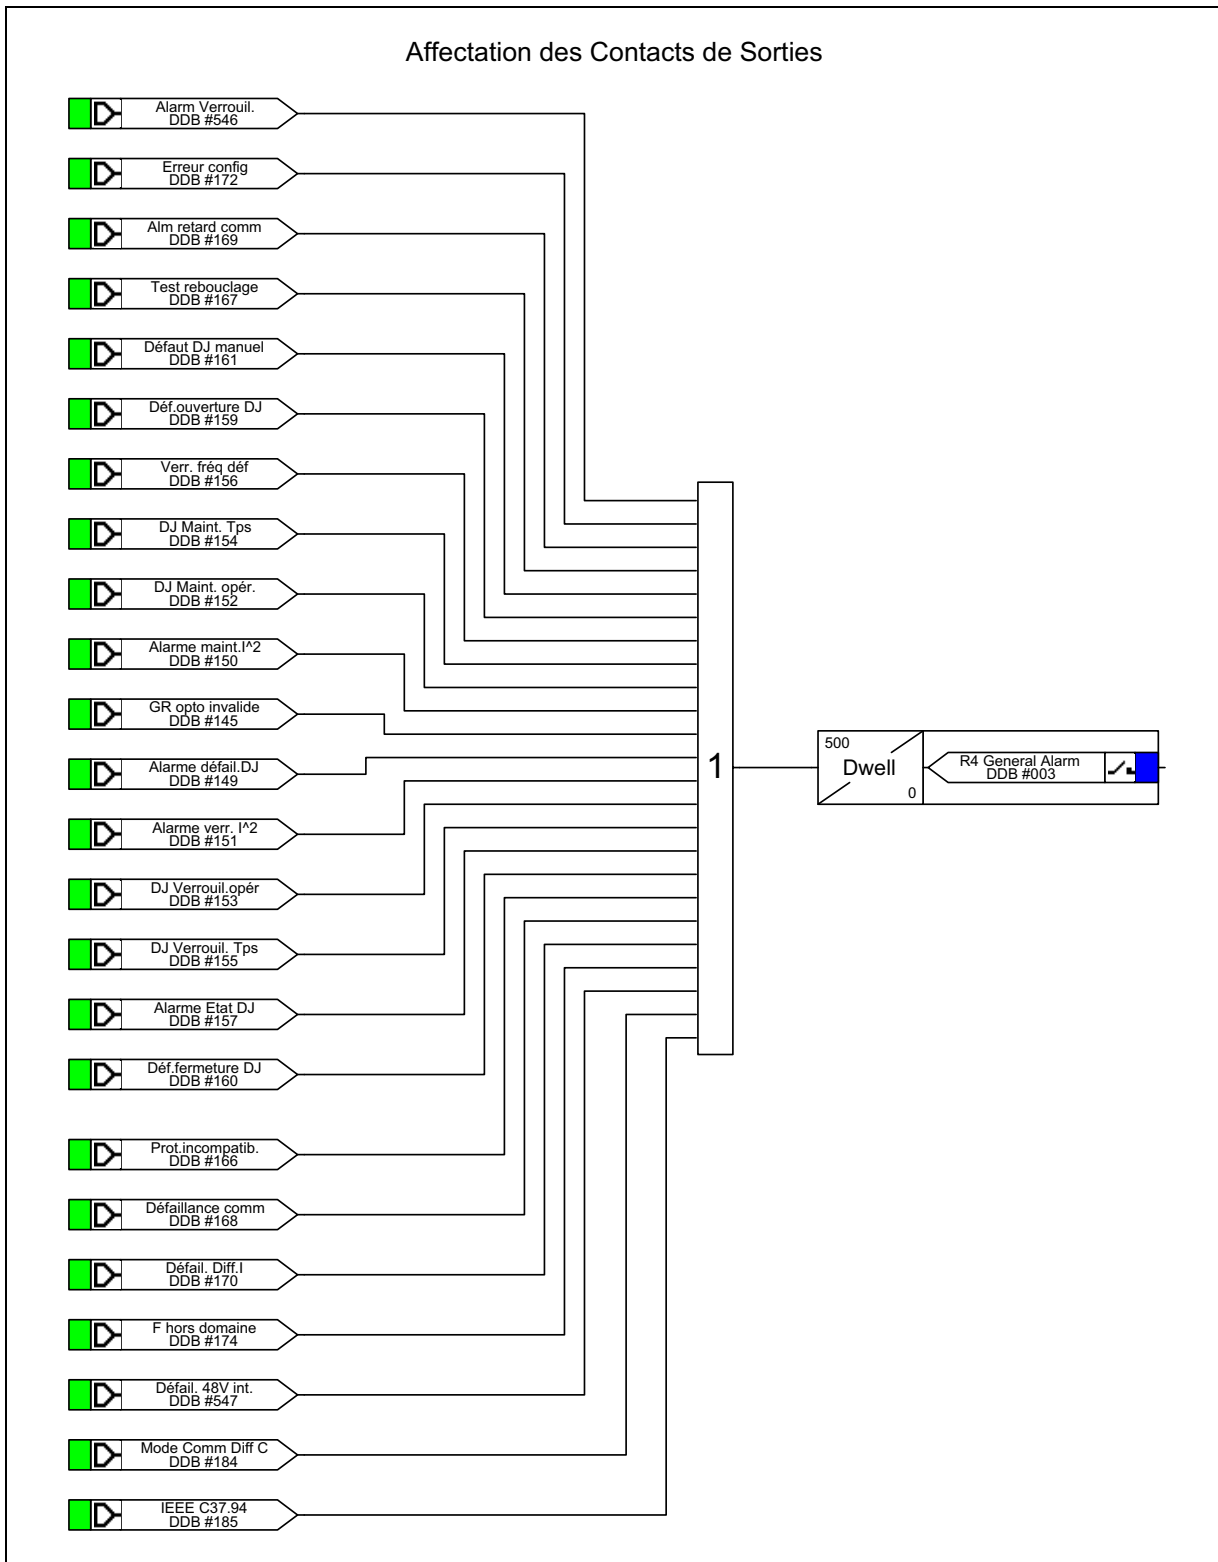 Affectation des Contacts de Sorties
Alarm Verrouil.
DDB #546
Erreur config
DDB #172
Alm retard comm
DDB #169
Test rebouclage
DDB #167
Défaut DJ manuel
DDB #161
Déf.ouverture DJ
DDB #159
Verr. fréq déf
DDB #156
DJ Maint. Tps
DDB #154
DJ Maint. opér.
DDB #152
Alarme maint.I^2
DDB #150
GR opto invalide
DDB #145
Alarme défail.DJ
DDB #149
Alarme verr. I^2
DDB #151
DJ Verrouil.opér
DDB #153
DJ Verrouil. Tps
DDB #155
Alarme Etat DJ
DDB #157
Déf.fermeture DJ
DDB #160
Prot.incompatib.
DDB #166
Défaillance comm
DDB #168
Défail. Diff.I
DDB #170
F hors domaine
DDB #174
Défail. 48V int.
DDB #547
Mode Comm Diff C
DDB #184
IEEE C37.94
DDB #185
1
500
Dwell
0
R4 General Alarm
DDB #003